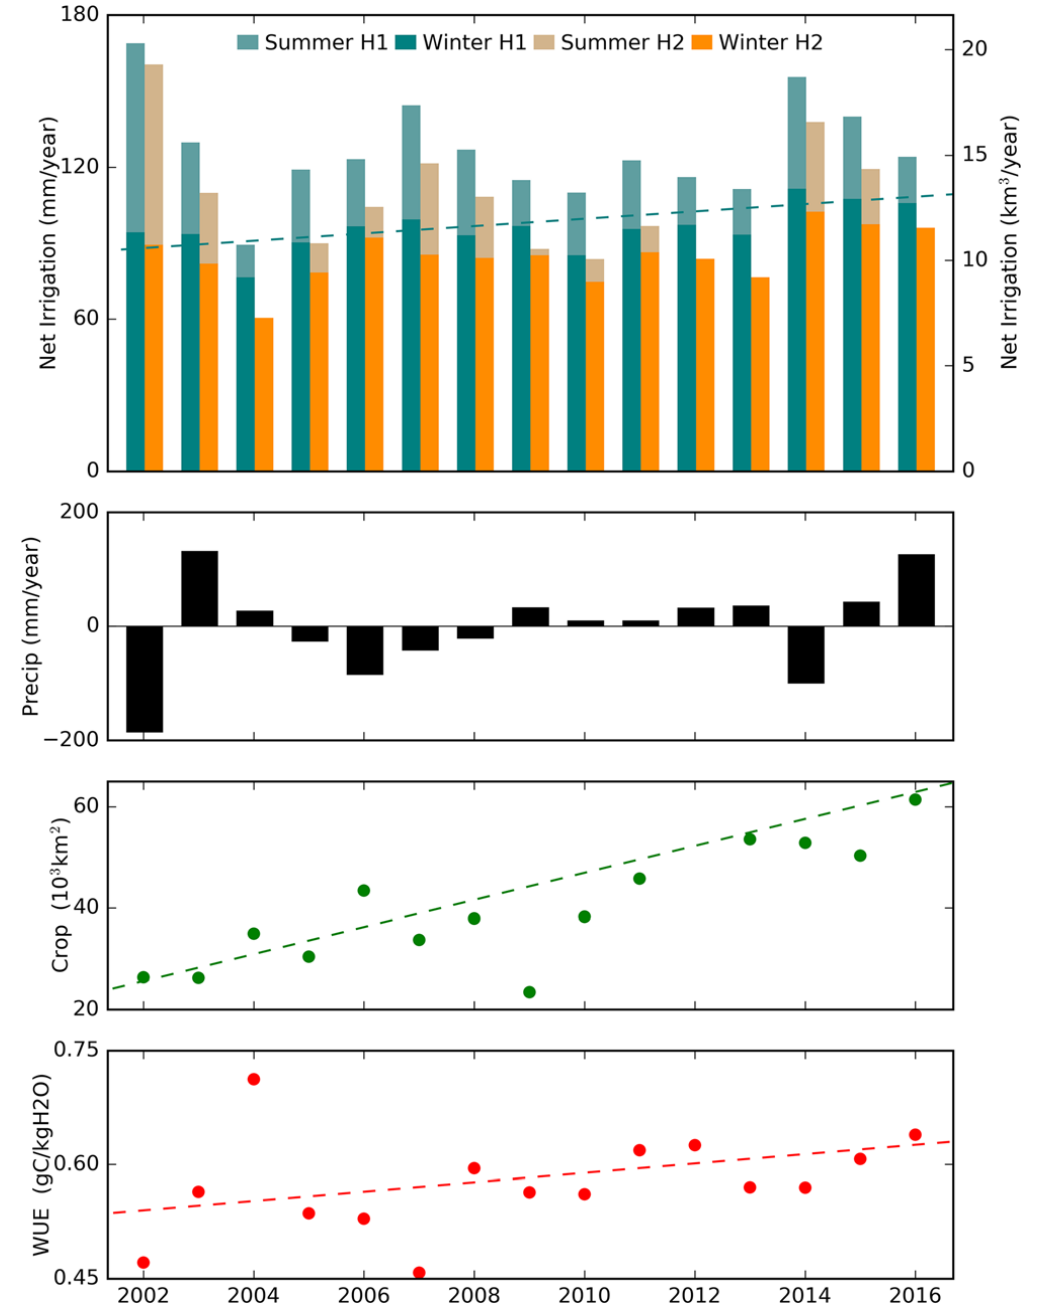 180
120
60
0
Net Irrigation (mm/year)
Summer H1 Winter H1 Summer H2 Winter H2
20
15
10
5
0
Net Irrigation (km³/year)
200
0
−200
Precip (mm/year)
60
40
20
Crop (10³km²)
0.75
0.60
0.45
WUE (gC/kgH2O)
2002 2004 2006 2008 2010 2012 2014 2016